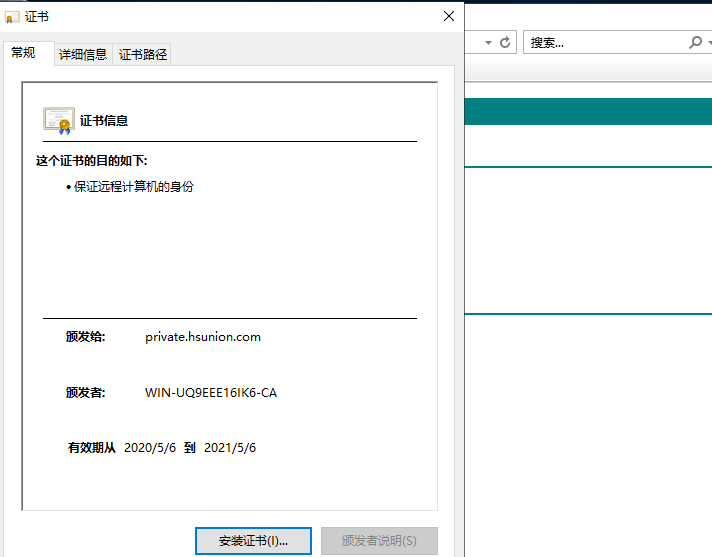 证书
常规 详细信息 证书路径
搜索...
证书信息
这个证书的目的如下:
• 保证远程计算机的身份
颁发给: private.hsunion.com
颁发者: WIN-UQ9EEE16IK6-CA
有效期从 2020/5/6 到 2021/5/6
安装证书(I)... 颁发者说明(S)